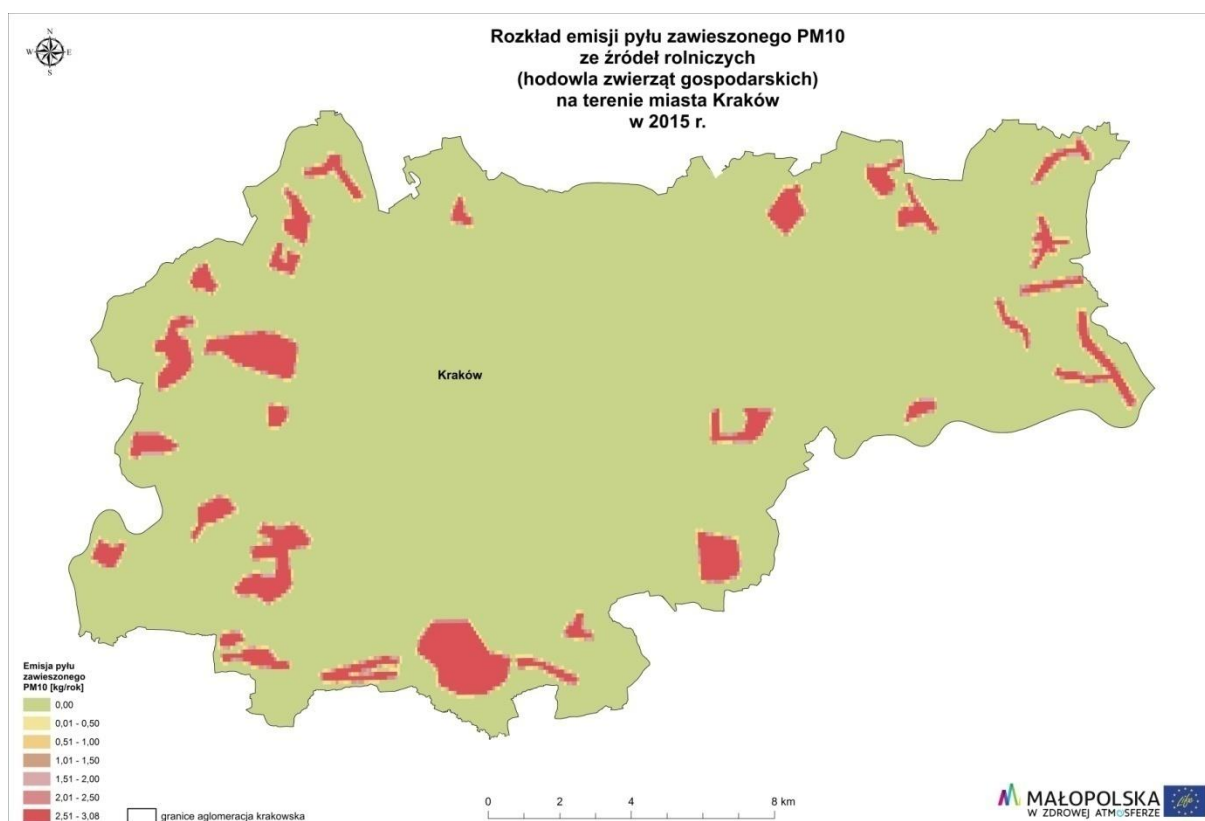 N
W E
S
Rozkład emisji pyłu zawieszonego PM10
ze źródeł rolniczych
(hodowla zwierząt gospodarskich)
na terenie miasta Kraków
w 2015 r.
Kraków
Emisja pyłu
zawieszonego
PM10 [kg/rok]
0,00
0,01 - 0,50
0,51 - 1,00
1,01 - 1,50
1,51 - 2,00
2,01 - 2,50
2,51 - 3,08
granice aglomeracja krakowska
0 2 4 8 km
MAŁOPOLSKA
W ZDROWEJ ATMOSFERZE
Life